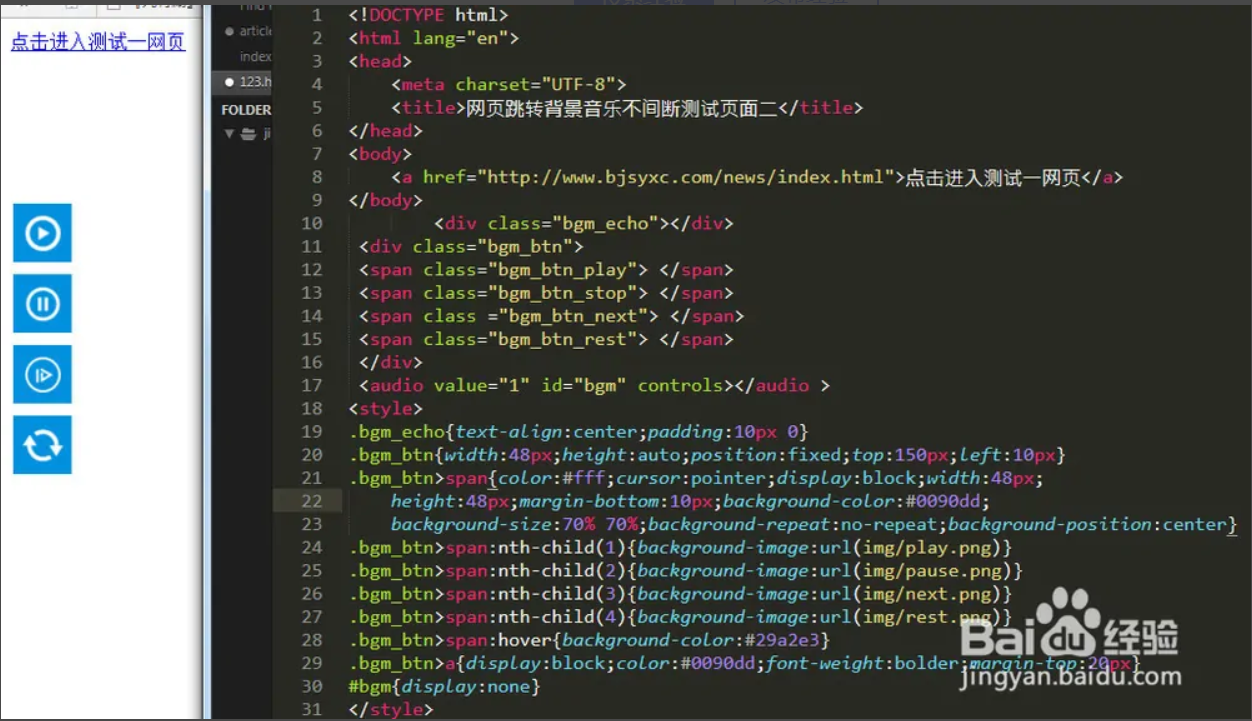 点击进入测试一网页
article
index
123.h
FOLDER
ji
1 <!DOCTYPE html>
2 <html lang="en">
3 <head>
4 <meta charset="UTF-8">
5 <title>网页跳转背景音乐不间断测试页面二</title>
6 </head>
7 <body>
8 <a href="http://www.bjsyxc.com/news/index.html">点击进入测试一网页</a>
9 </body>
10 <div class="bgm_echo"></div>
11 <div class="bgm_btn">
12 <span class="bgm_btn_play"> </span>
13 <span class="bgm_btn_stop"> </span>
14 <span class ="bgm_btn_next"> </span>
15 <span class="bgm_btn_rest"> </span>
16 </div>
17 <audio value="1" id="bgm" controls></audio >
18 <style>
19 .bgm_echo{text-align:center;padding:10px 0}
20 .bgm_btn{width:48px;height:auto;position:fixed;top:150px;left:10px}
21 .bgm_btn>span{color:#fff;cursor:pointer;display:block;width:48px;
22 height:48px;margin-bottom:10px;background-color:#0090dd;
23 background-size:70% 70%;background-repeat:no-repeat;background-position:center}
24 .bgm_btn>span:nth-child(1){background-image:url(img/play.png)}
25 .bgm_btn>span:nth-child(2){background-image:url(img/pause.png)}
26 .bgm_btn>span:nth-child(3){background-image:url(img/next.png)}
27 .bgm_btn>span:nth-child(4){background-image:url(img/rest.png)}
28 .bgm_btn>span:hover{background-color:#29a2e3}
29 .bgm_btn>a{display:block;color:#0090dd;font-weight:bolder;margin-top:20px}
30 #bgm{display:none}
31 </style>
Baidu经验
jingyan.baidu.com